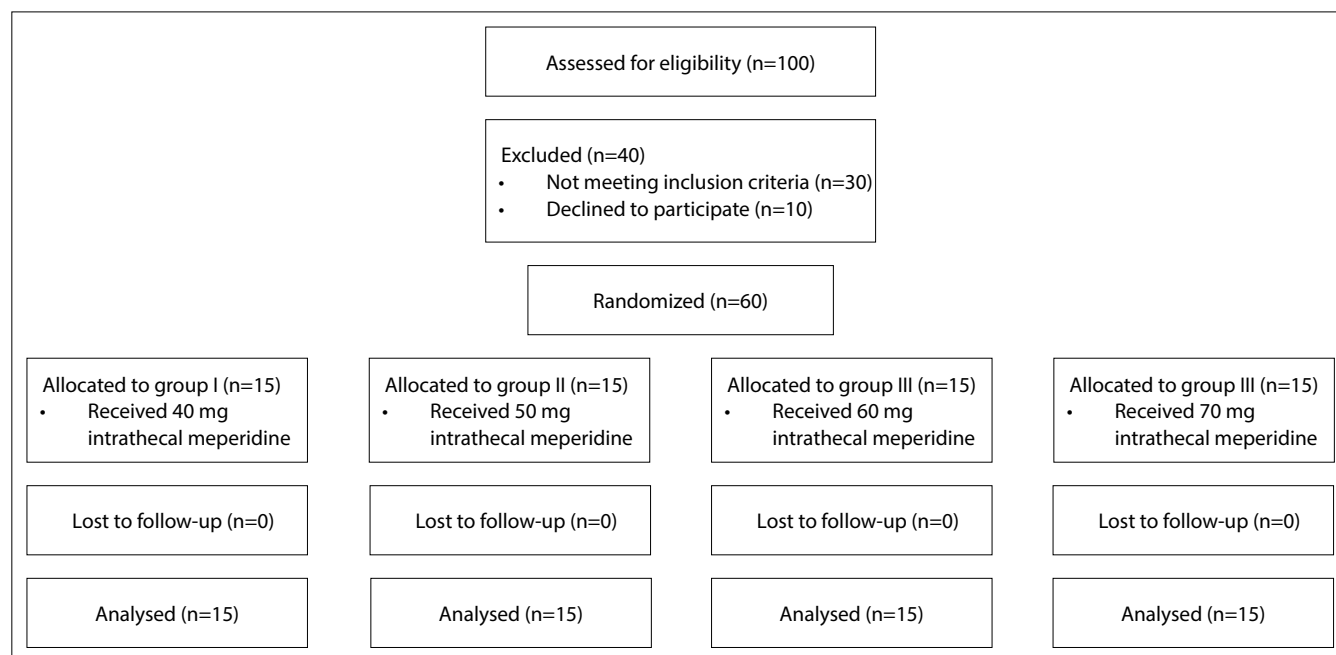 Assessed for eligibility (n=100)
Excluded (n=40)
• Not meeting inclusion criteria (n=30)
• Declined to participate (n=10)
Randomized (n=60)
Allocated to group I (n=15)
• Received 40 mg
intrathecal meperidine
Allocated to group II (n=15)
• Received 50 mg
intrathecal meperidine
Allocated to group III (n=15)
• Received 60 mg
intrathecal meperidine
Allocated to group III (n=15)
• Received 70 mg
intrathecal meperidine
Lost to follow-up (n=0)
Lost to follow-up (n=0)
Lost to follow-up (n=0)
Lost to follow-up (n=0)
Analysed (n=15)
Analysed (n=15)
Analysed (n=15)
Analysed (n=15)